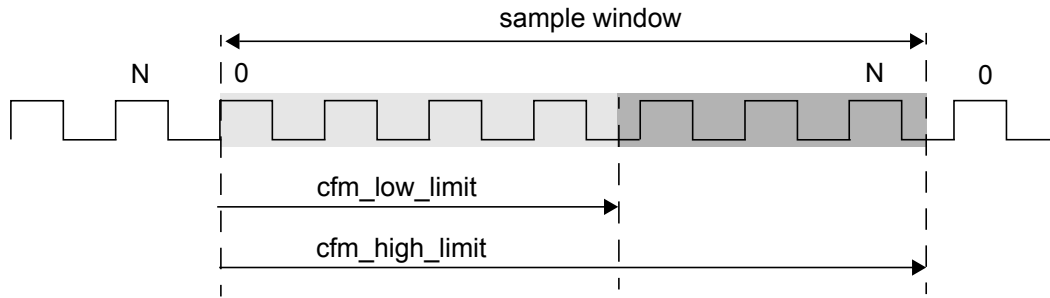 sample window
N 0 N 0
cfm_low_limit
cfm_high_limit